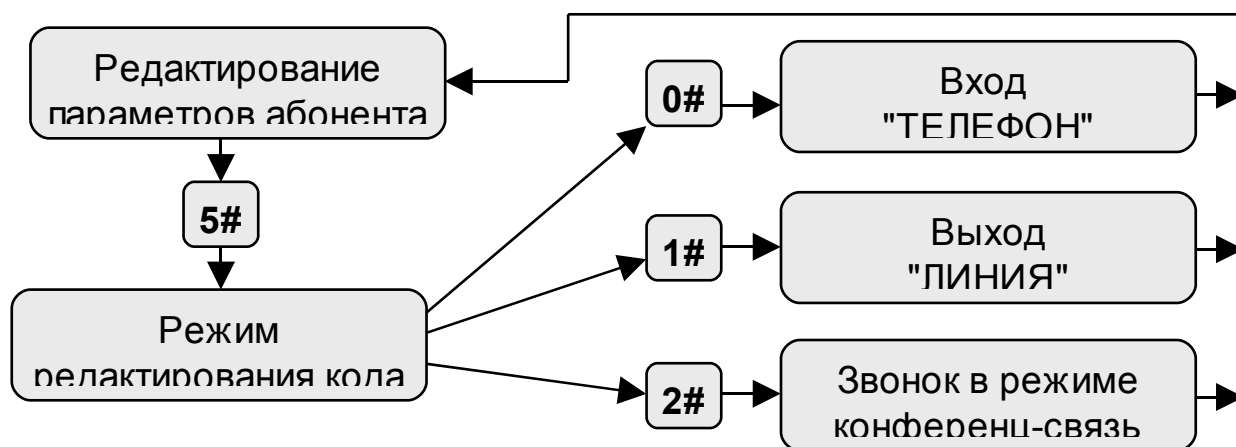 Редактирование
параметров абонента
5#
Режим
редактирования кода
0#
Вход
"ТЕЛЕФОН"
1#
Выход
"ЛИНИЯ"
2#
Звонок в режиме
конференц-связь